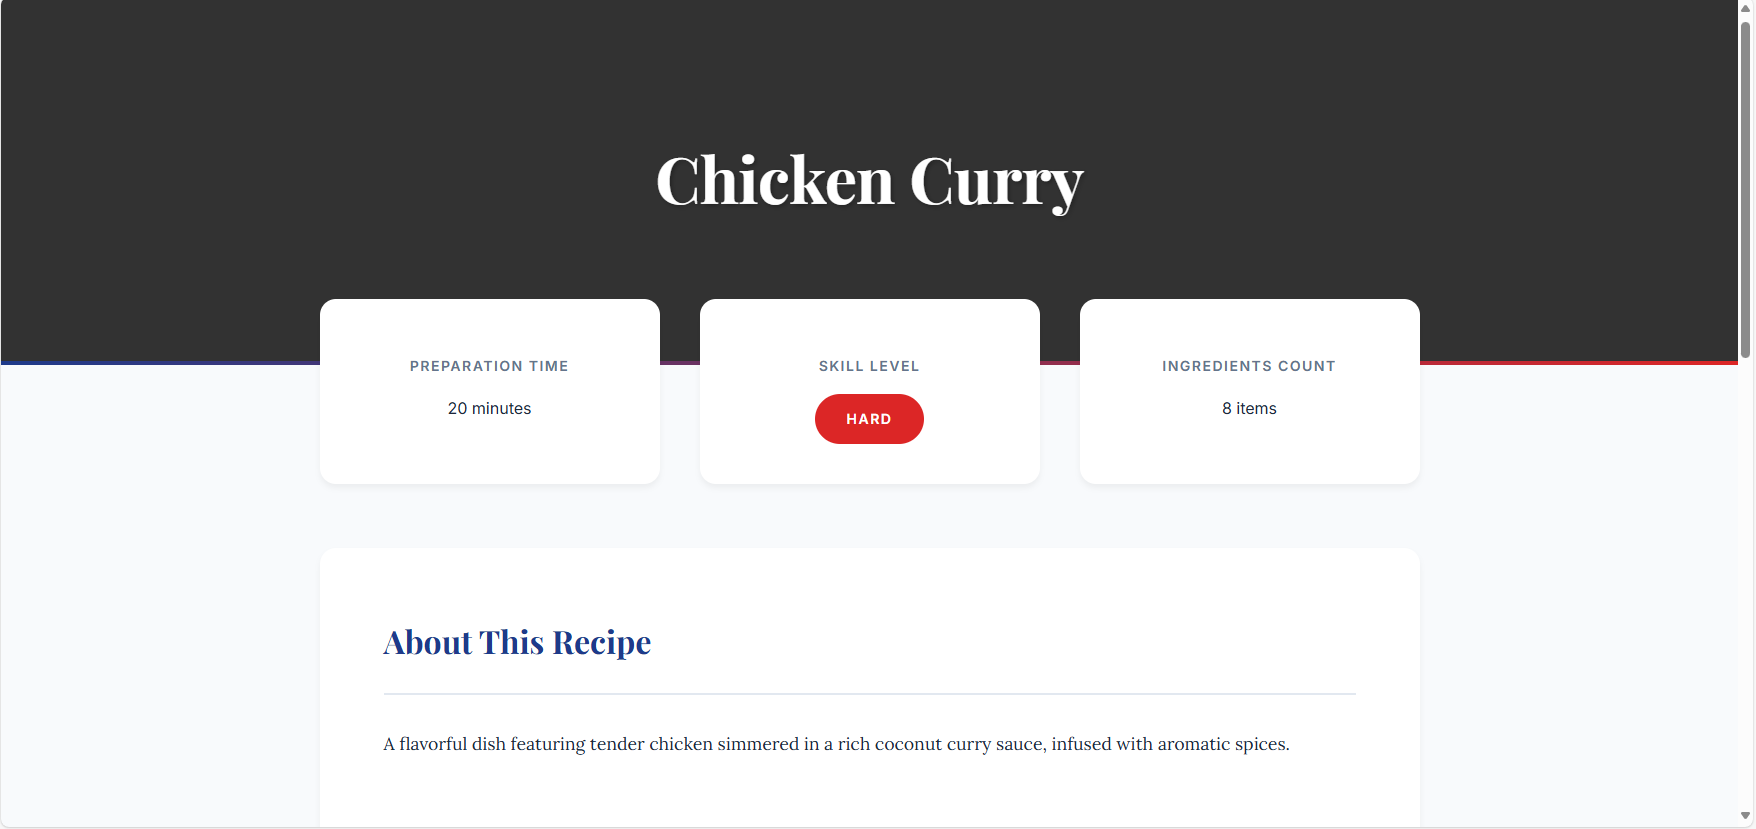 Chicken Curry
PREPARATION TIME
20 minutes
SKILL LEVEL
HARD
INGREDIENTS COUNT
8 items
About This Recipe
A flavorful dish featuring tender chicken simmered in a rich coconut curry sauce, infused with aromatic spices.